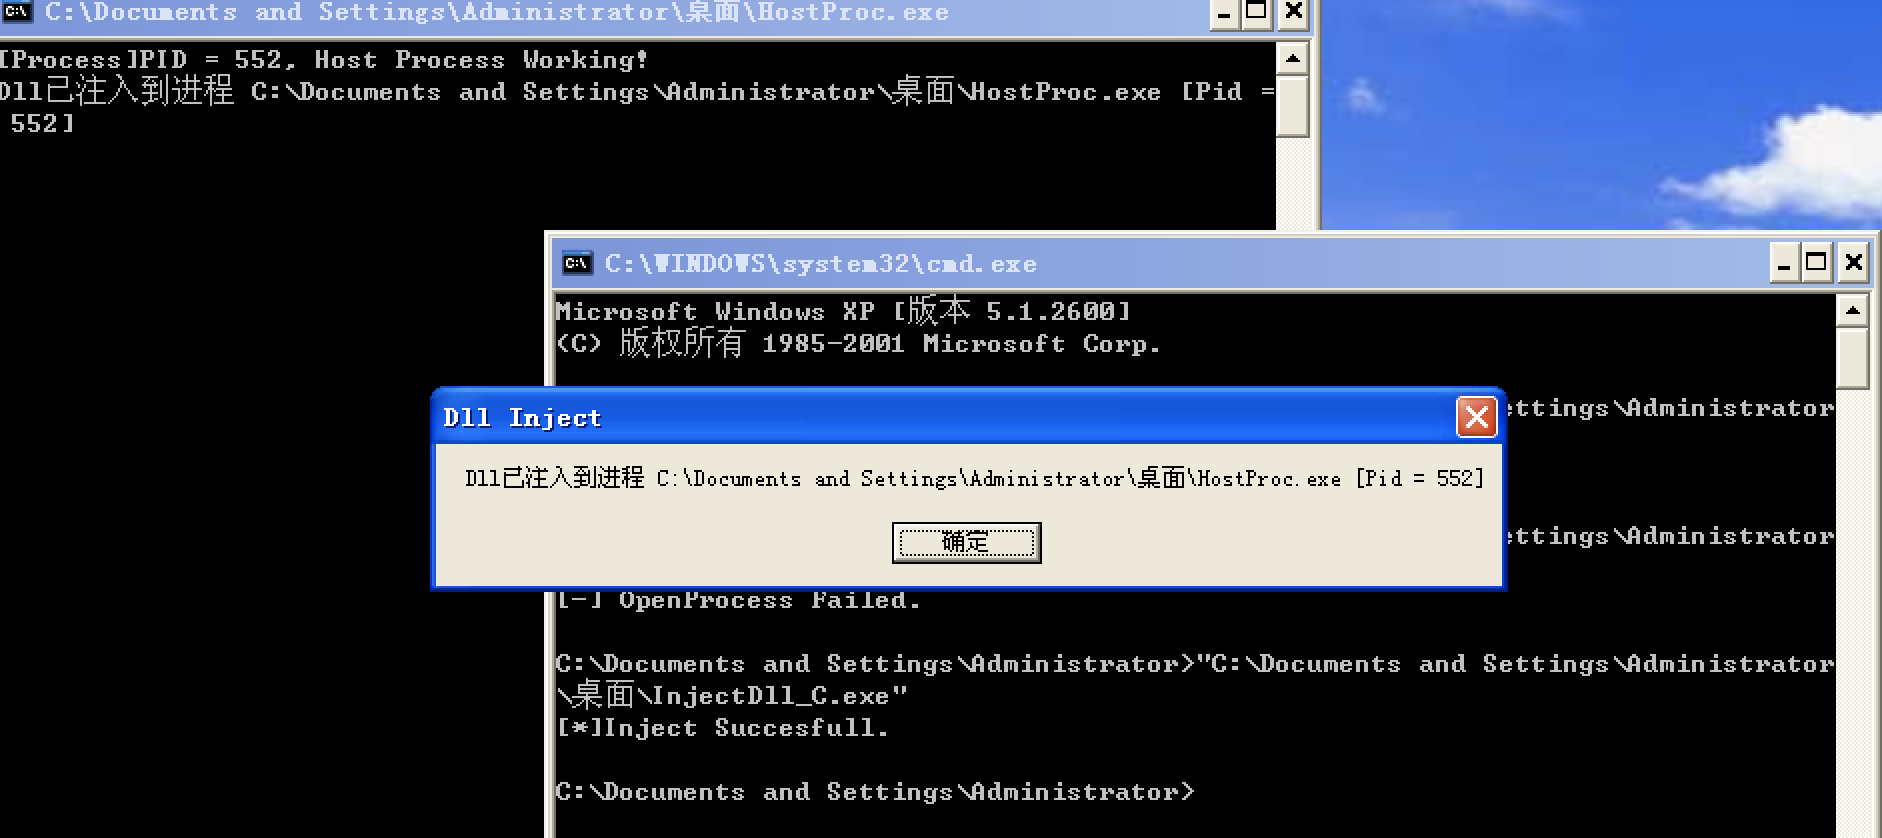 C:\Documents and Settings\Administrator\桌面\HostProc.exe
[Process]PID = 552, Host Process Working!
Dll已注入到进程 C:\Documents and Settings\Administrator\桌面\HostProc.exe [Pid =
552]
C:\WINDOWS\system32\cmd.exe
Microsoft Windows XP [版本 5.1.2600]
(C) 版权所有 1985-2001 Microsoft Corp.
ettings\Administrator
Dll Inject
Dll已注入到进程 C:\Documents and Settings\Administrator\桌面\HostProc.exe [Pid = 552]
确定
ettings\Administrator
[-] OpenProcess Failed.
C:\Documents and Settings\Administrator>"C:\Documents and Settings\Administrator
\桌面\InjectDll_C.exe"
[*]Inject Succesfull.
C:\Documents and Settings\Administrator>